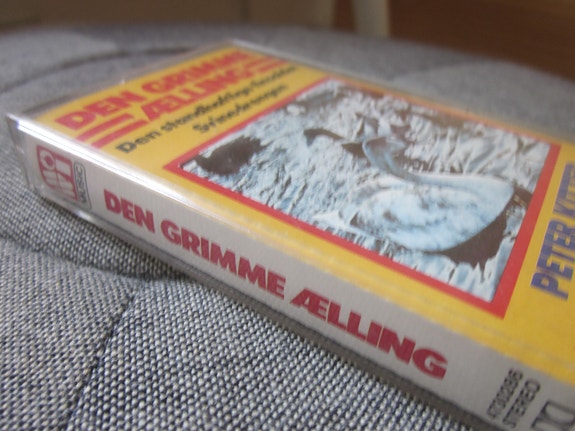 DEN GRIMME
ÆLLING
Den standhaftige tinsoldat
Svinedrengen
PETER
DEN GRIMME ÆLLING
STEREO